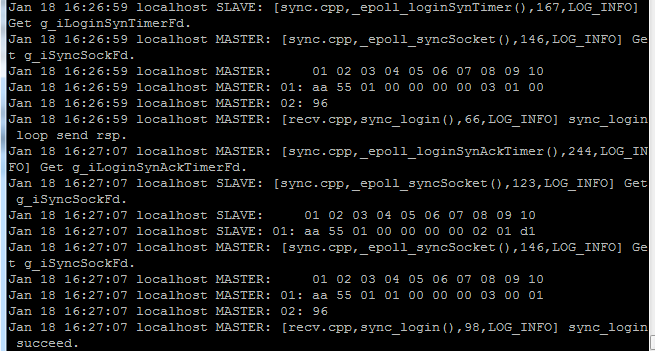 Jan 18 16:26:59 localhost SLAVE: [sync.cpp,_epoll_loginSynTimer(),167,LOG_INFO]
Get g_iLoginSynTimerFd.
Jan 18 16:26:59 localhost MASTER: [sync.cpp,_epoll_syncSocket(),146,LOG_INFO] Ge
t g_iSyncSockFd.
Jan 18 16:26:59 localhost MASTER:     01 02 03 04 05 06 07 08 09 10
Jan 18 16:26:59 localhost MASTER: 01: aa 55 01 00 00 00 00 03 01 00
Jan 18 16:26:59 localhost MASTER: 02: 96
Jan 18 16:26:59 localhost MASTER: [recv.cpp,sync_login(),66,LOG_INFO] sync_login
 loop send rsp.
Jan 18 16:27:07 localhost MASTER: [sync.cpp,_epoll_loginSynAckTimer(),244,LOG_IN
FO] Get g_iLoginSynAckTimerFd.
Jan 18 16:27:07 localhost SLAVE: [sync.cpp,_epoll_syncSocket(),123,LOG_INFO] Get
 g_iSyncSockFd.
Jan 18 16:27:07 localhost SLAVE:     01 02 03 04 05 06 07 08 09 10
Jan 18 16:27:07 localhost SLAVE: 01: aa 55 01 00 00 00 00 02 01 d1
Jan 18 16:27:07 localhost MASTER: [sync.cpp,_epoll_syncSocket(),146,LOG_INFO] Ge
t g_iSyncSockFd.
Jan 18 16:27:07 localhost MASTER:     01 02 03 04 05 06 07 08 09 10
Jan 18 16:27:07 localhost MASTER: 01: aa 55 01 01 00 00 00 03 00 01
Jan 18 16:27:07 localhost MASTER: 02: 96
Jan 18 16:27:07 localhost MASTER: [recv.cpp,sync_login(),98,LOG_INFO] sync_login
 succeed.